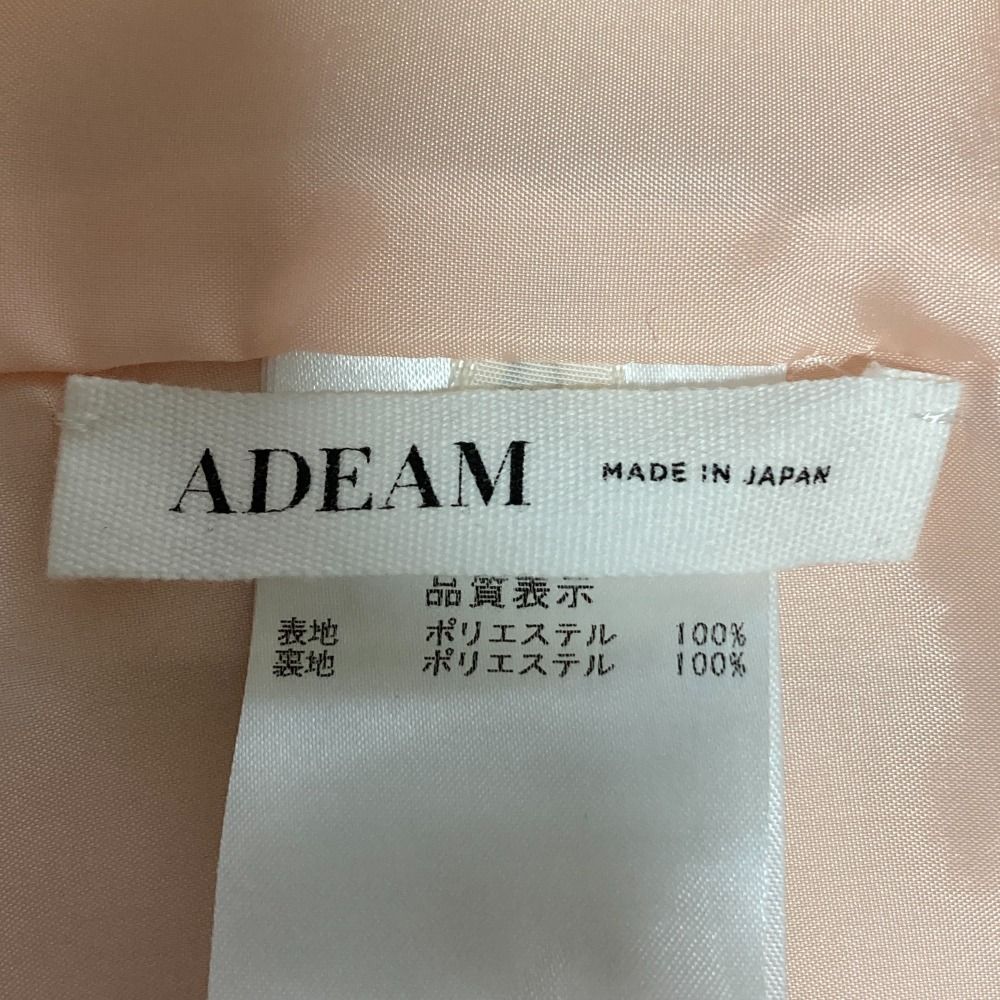 ADEAM MADE IN JAPAN
品質表示
表地 ポリエステル 100%
裏地 ポリエステル 100%